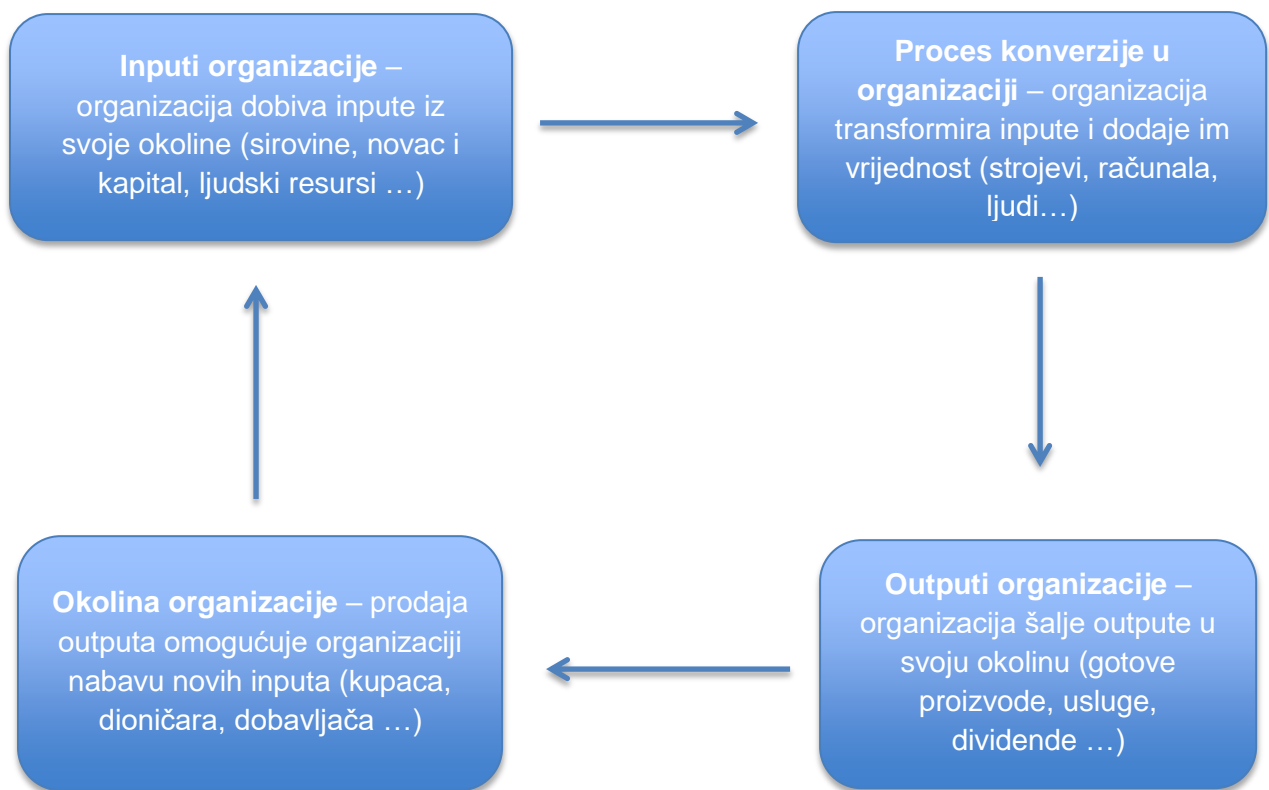 Inputi organizacije –
organizacija dobiva inpute iz
svoje okoline (sirovine, novac i
kapital, ljudski resursi …)
Proces konverzije u
organizaciji – organizacija
transformira inpute i dodaje im
vrijednost (strojevi, računala,
ljudi…)
Okolina organizacije – prodaja
outputa omogućuje organizaciji
nabavu novih inputa (kupaca,
dioničara, dobavljača …)
Outputi organizacije –
organizacija šalje outpute u
svoju okolinu (gotove
proizvode, usluge,
dividende …)